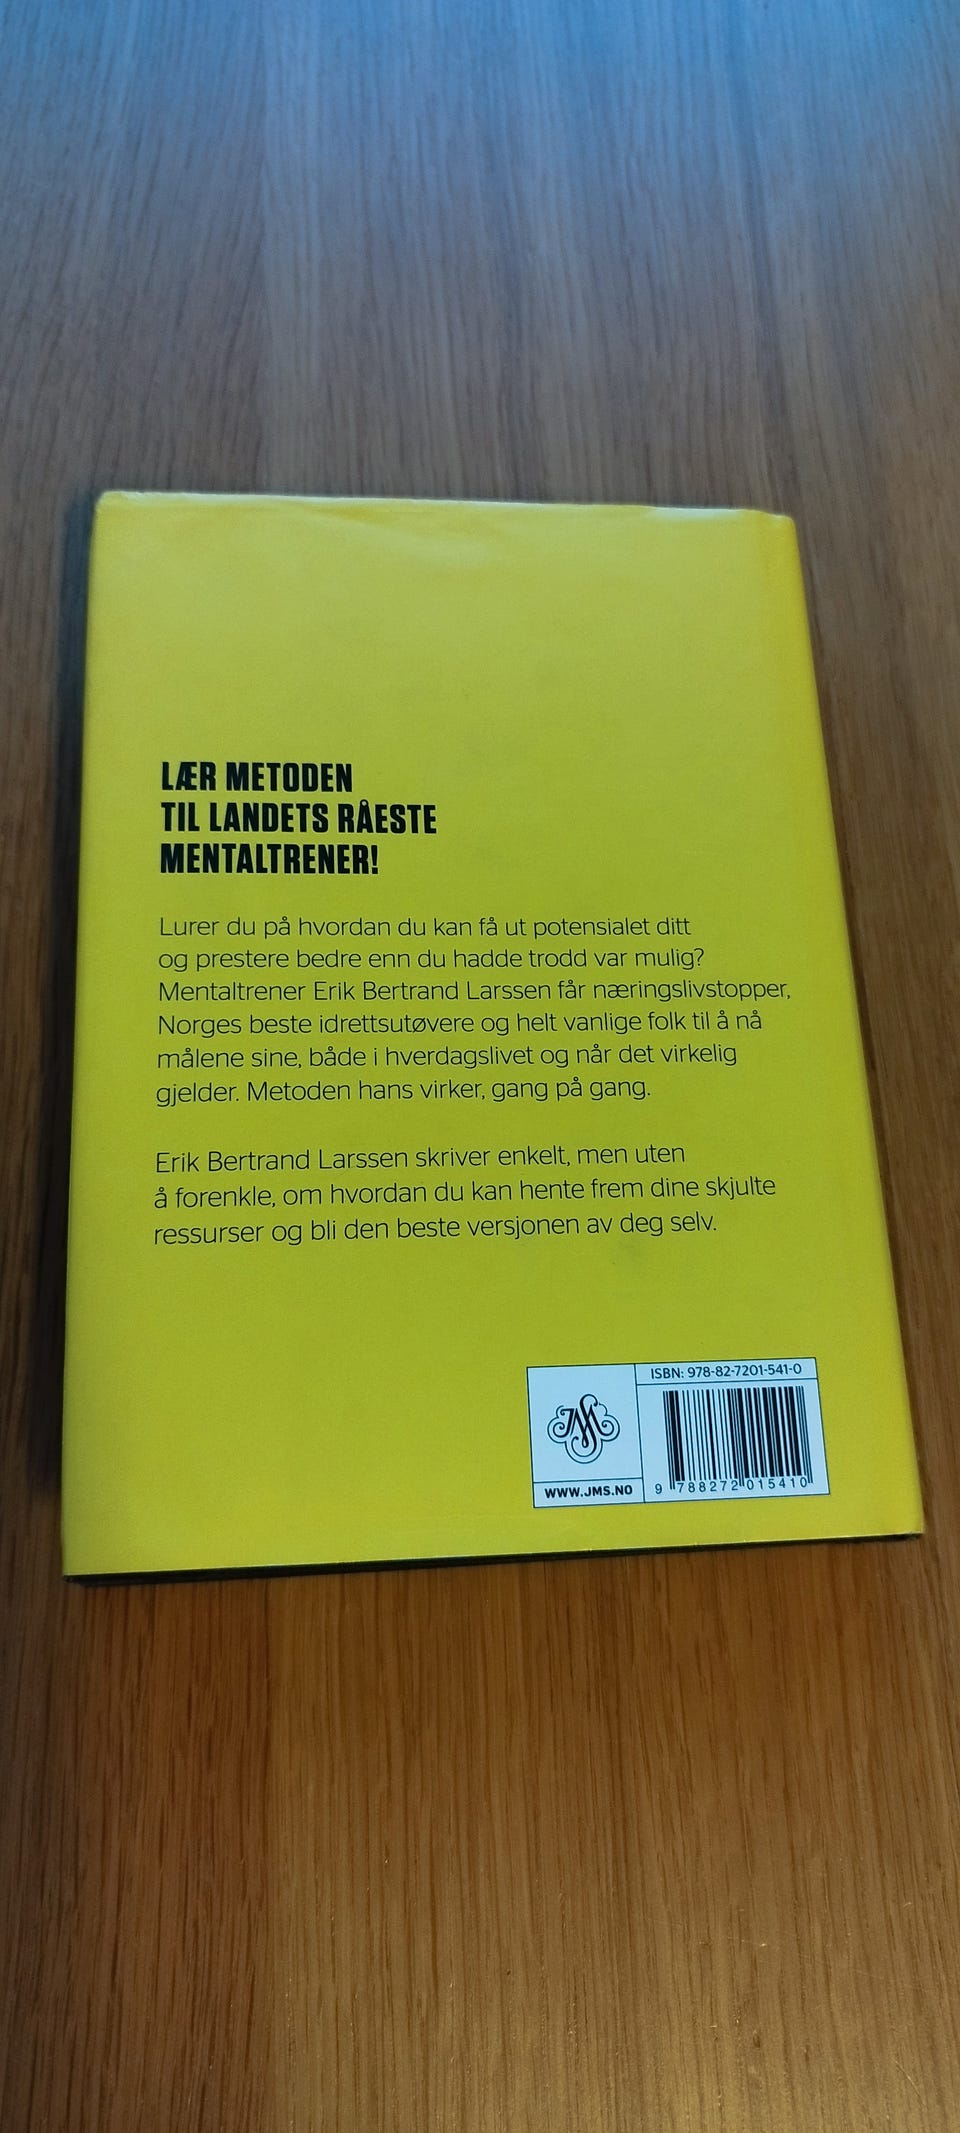 LÆR METODEN
TIL LANDETS RÅESTE
MENTALTRENER!
Lurer du på hvordan du kan få ut potensialet ditt
og prestere bedre enn du hadde trodd var mulig?
Mentaltrener Erik Bertrand Larssen får næringslivstopper,
Norges beste idrettsutøvere og helt vanlige folk til å nå
målene sine, både i hverdagslivet og når det virkelig
gjelder. Metoden hans virker, gang på gang.
Erik Bertrand Larssen skriver enkelt, men uten
å forenkle, om hvordan du kan hente frem dine skjulte
ressurser og bli den beste versjonen av deg selv.
ISBN: 978-82-7201-541-0
JMS
WWW.JMS.NO
9 788272 015410